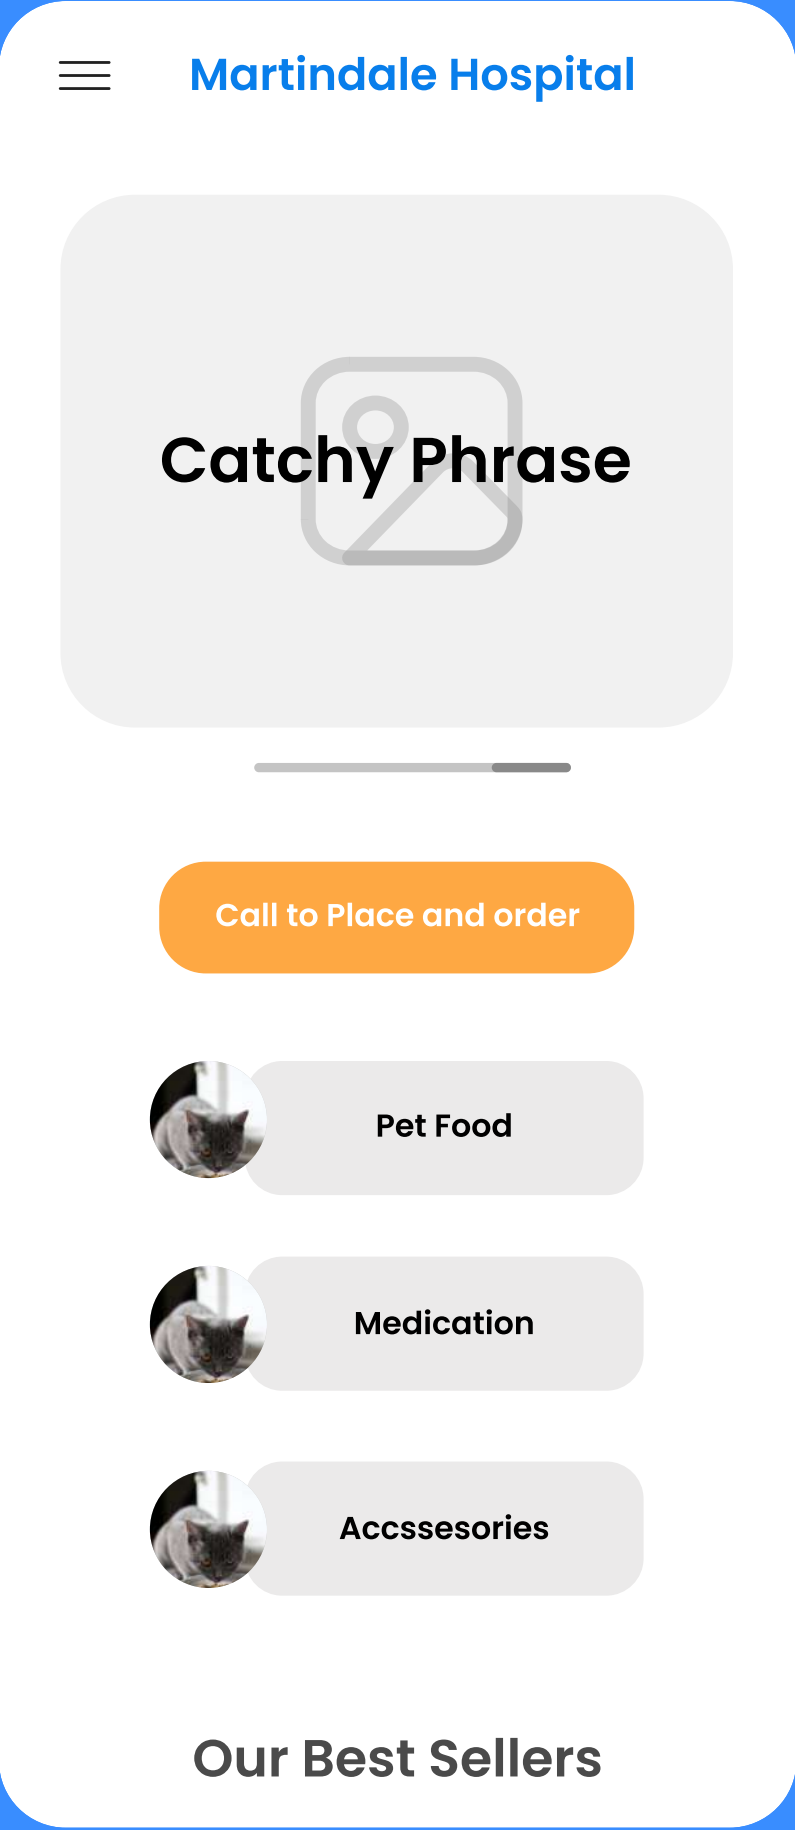 Martindale Hospital
Catchy Phrase
Call to Place and order
Pet Food
Medication
Accssesories
Our Best Sellers